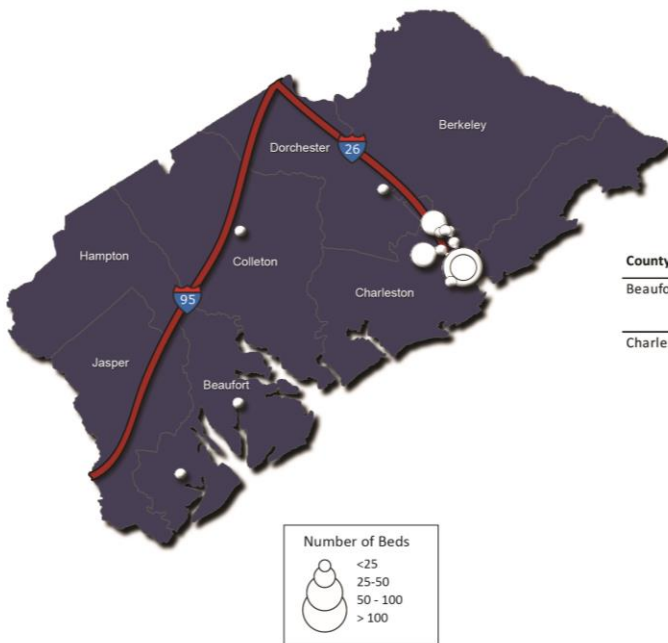 Berkeley
Dorchester
26
Hampton
Colleton
County
Beaufo
Charleston
95
Charle
Jasper
Beaufort
Number of Beds
<25
25-50
50 - 100
> 100